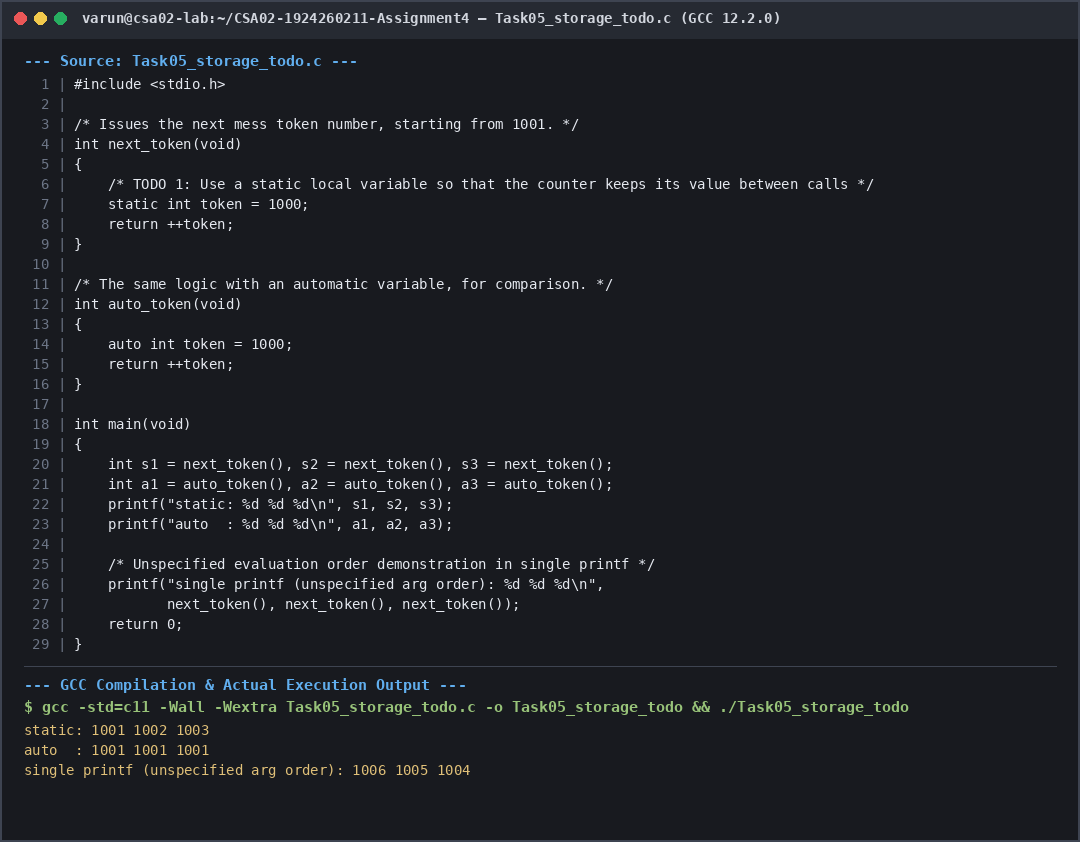 varun@csa02-lab:~/CSA02-1924260211-Assignment4 — Task05_storage_todo.c (GCC 12.2.0)
--- Source: Task05_storage_todo.c ---
1 | #include <stdio.h>
2 |
3 | /* Issues the next mess token number, starting from 1001. */
4 | int next_token(void)
5 | {
6 |     /* TODO 1: Use a static local variable so that the counter keeps its value between calls */
7 |     static int token = 1000;
8 |     return ++token;
9 | }
10 |
11 | /* The same logic with an automatic variable, for comparison. */
12 | int auto_token(void)
13 | {
14 |     auto int token = 1000;
15 |     return ++token;
16 | }
17 |
18 | int main(void)
19 | {
20 |     int s1 = next_token(), s2 = next_token(), s3 = next_token();
21 |     int a1 = auto_token(), a2 = auto_token(), a3 = auto_token();
22 |     printf("static: %d %d %d\n", s1, s2, s3);
23 |     printf("auto  : %d %d %d\n", a1, a2, a3);
24 |
25 |     /* Unspecified evaluation order demonstration in single printf */
26 |     printf("single printf (unspecified arg order): %d %d %d\n",
27 |            next_token(), next_token(), next_token());
28 |     return 0;
29 | }
--- GCC Compilation & Actual Execution Output ---
$ gcc -std=c11 -Wall -Wextra Task05_storage_todo.c -o Task05_storage_todo && ./Task05_storage_todo
static: 1001 1002 1003
auto  : 1001 1001 1001
single printf (unspecified arg order): 1006 1005 1004